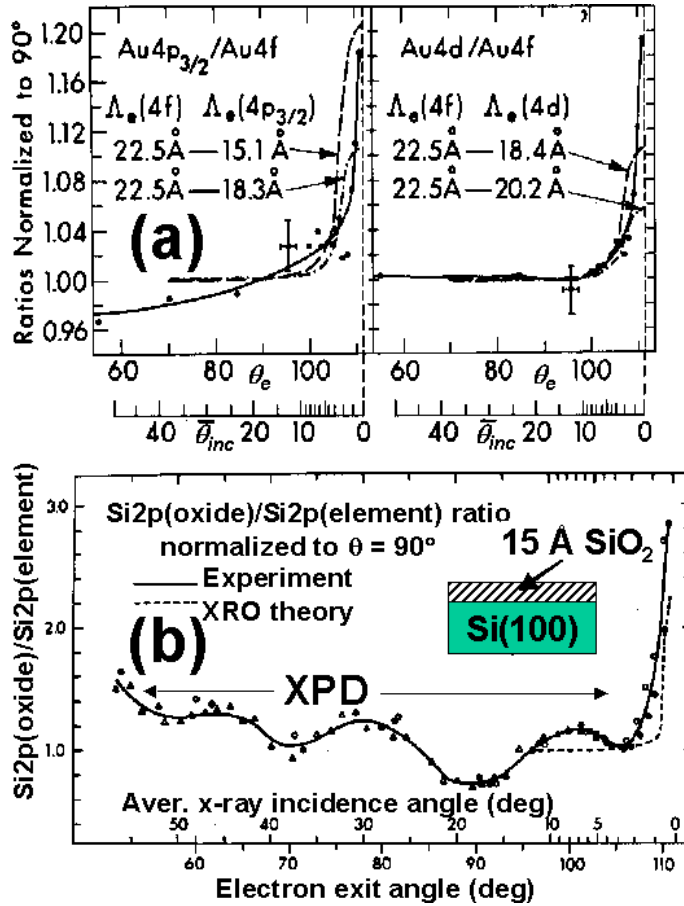 Ratios Normalized to 90°
1.20
1.16
1.12
1.08
1.04
1.00
0.96
Au4p3/2/Au4f
Λe(4f) Λe(4p3/2)
22.5Å—15.1 Å
22.5Å—18.3Å
(a)
60 80 100
θe
40 20 10 5 0
θ̄inc
Au4d/Au4f
Λe(4f) Λe(4d)
22.5Å—18.4Å
22.5Å—20.2 Å
60 80 100
θe
40 20 10 5 0
θ̄inc
Si2p(oxide)/Si2p(element)
3.0
2.0
1.0
Si2p(oxide)/Si2p(element) ratio
normalized to θ = 90°
Experiment
XRO theory
15 Å SiO2
Si(100)
(b)
XPD
Aver. x-ray incidence angle (deg)
50 40 30 20 10 5 0
60 70 80 90 100 110
Electron exit angle (deg)